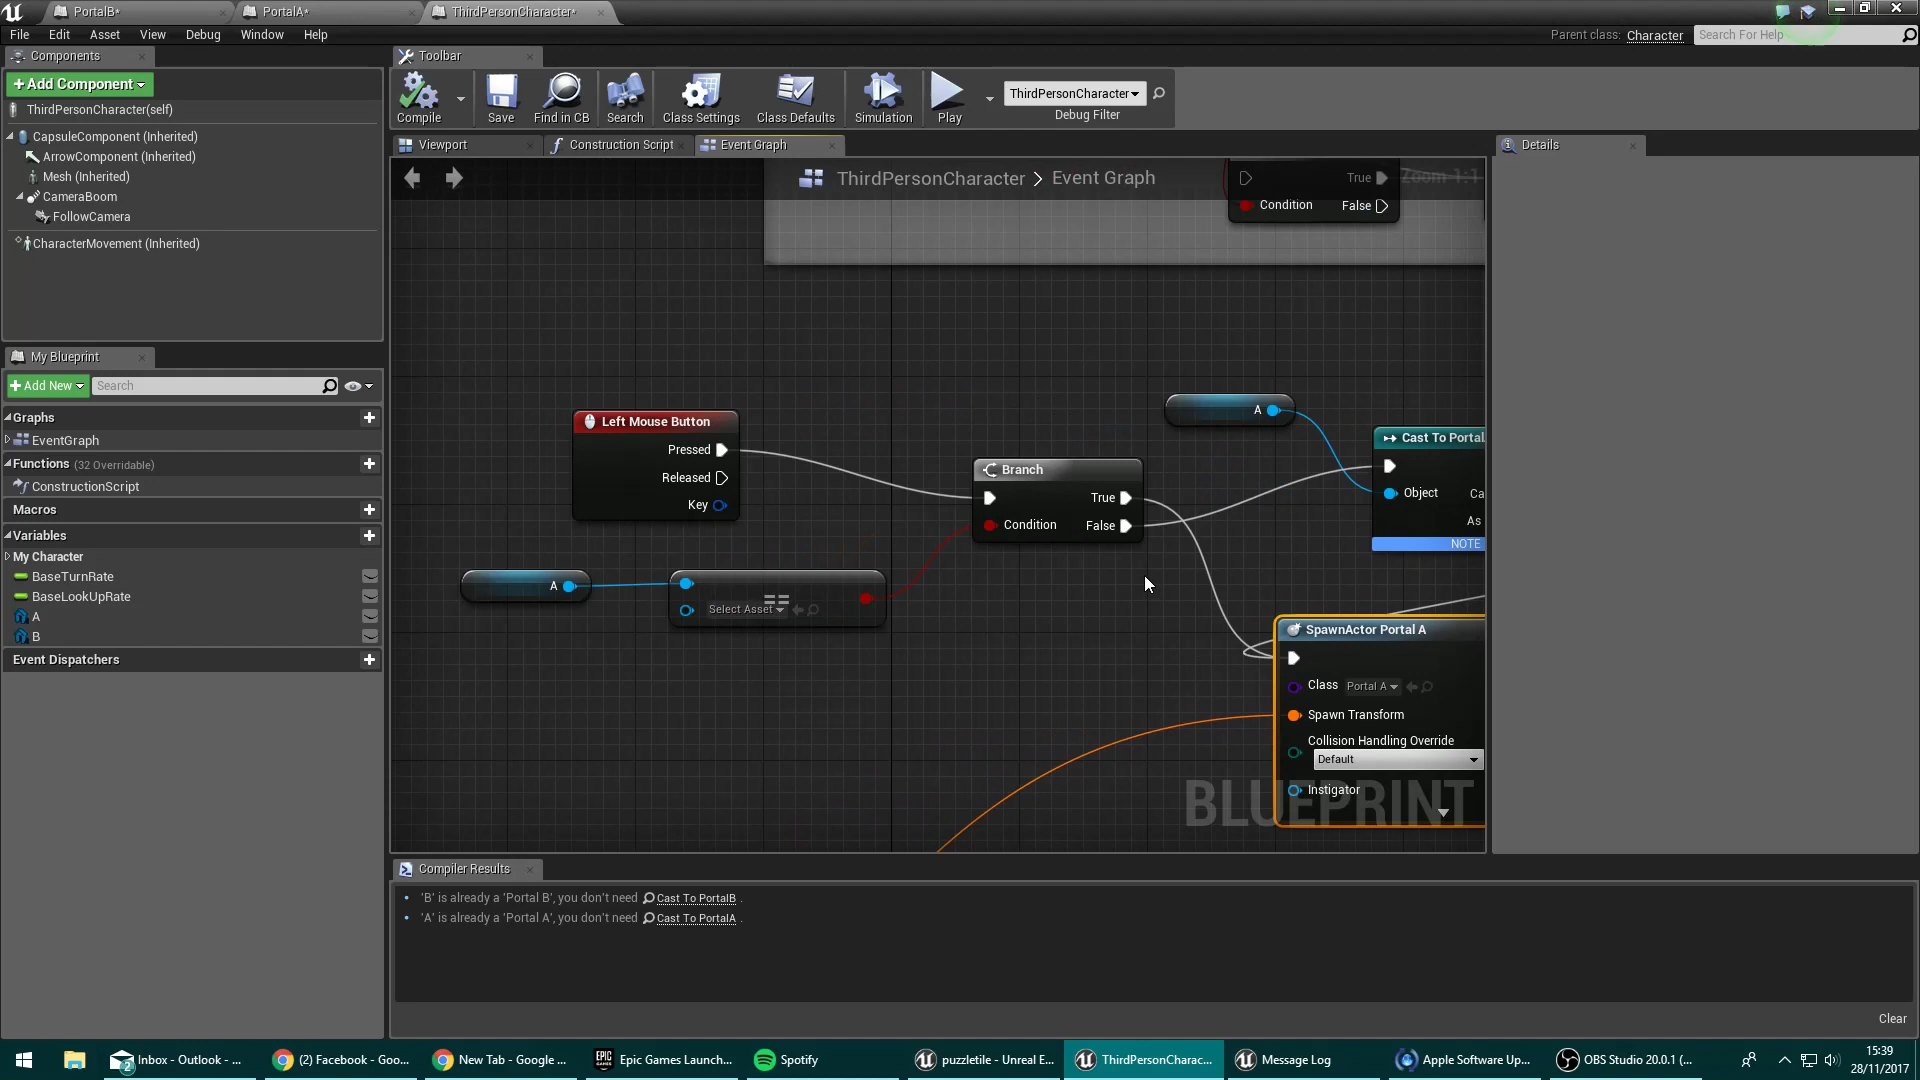 PortalB*
PortalA*
ThirdPersonCharacter*
File Edit Asset View Debug Window Help
Parent class: Character
Search For Help
Components
+ Add Component
ThirdPersonCharacter(self)
CapsuleComponent (Inherited)
ArrowComponent (Inherited)
Mesh (Inherited)
CameraBoom
FollowCamera
CharacterMovement (Inherited)
My Blueprint
+ Add New
Search
Graphs
EventGraph
Functions (32 Overridable)
ConstructionScript
Macros
Variables
My Character
BaseTurnRate
BaseLookUpRate
A
B
Event Dispatchers
Toolbar
Compile
Save
Find in CB
Search
Class Settings
Class Defaults
Simulation
Play
ThirdPersonCharacter
Debug Filter
Viewport
Construction Script
Event Graph
ThirdPersonCharacter > Event Graph
Zoom 1:1
True
Condition False
Left Mouse Button
Pressed
Released
Key
A
==
Select Asset
Branch
True
Condition False
A
Cast To Portal
Object Ca
As
NOTE
SpawnActor Portal A
Class Portal A
Spawn Transform
Collision Handling Override
Default
Instigator
BLUEPRINT
Details
Compiler Results
'B' is already a 'Portal B', you don't need Cast To PortalB .
'A' is already a 'Portal A', you don't need Cast To PortalA .
Clear
2
Inbox - Outlook - ...
(2) Facebook - Goo...
New Tab - Google ...
EPIC GAMES
Epic Games Launch...
Spotify
puzzletile - Unreal E...
ThirdPersonCharac...
Message Log
Apple Software Up...
OBS Studio 20.0.1 (...
15:39
28/11/2017